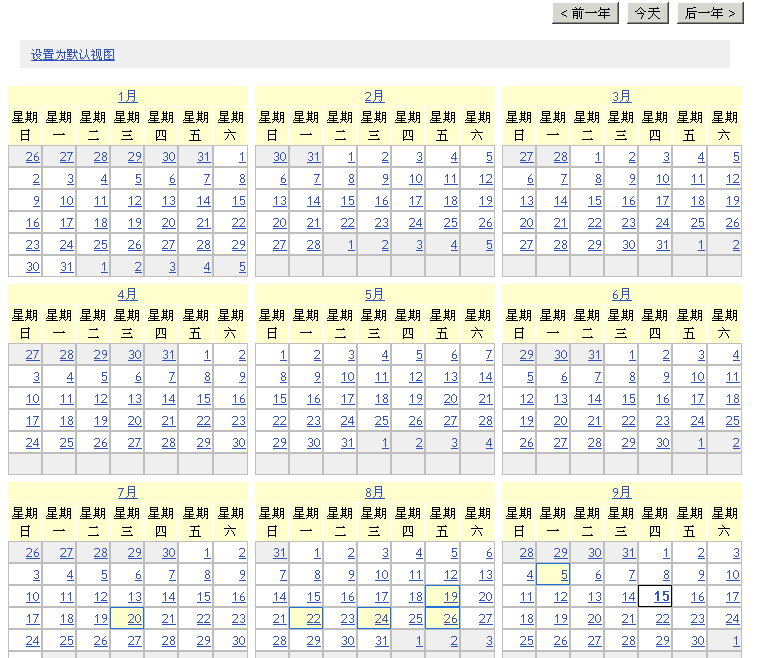 < 前一年 今天 后一年 >
设置为默认视图
1月 2月 3月
星期 星期 星期 星期 星期 星期 星期 星期 星期 星期 星期 星期 星期 星期 星期 星期 星期 星期 星期 星期 星期
日 一 二 三 四 五 六 日 一 二 三 四 五 六 日 一 二 三 四 五 六
26 27 28 29 30 31 1 30 31 1 2 3 4 5 27 28 1 2 3 4 5
2 3 4 5 6 7 8 6 7 8 9 10 11 12 6 7 8 9 10 11 12
9 10 11 12 13 14 15 13 14 15 16 17 18 19 13 14 15 16 17 18 19
16 17 18 19 20 21 22 20 21 22 23 24 25 26 20 21 22 23 24 25 26
23 24 25 26 27 28 29 27 28 1 2 3 4 5 27 28 29 30 31 1 2
30 31 1 2 3 4 5
4月 5月 6月
星期 星期 星期 星期 星期 星期 星期 星期 星期 星期 星期 星期 星期 星期 星期 星期 星期 星期 星期 星期 星期
日 一 二 三 四 五 六 日 一 二 三 四 五 六 日 一 二 三 四 五 六
27 28 29 30 31 1 2 1 2 3 4 5 6 7 29 30 31 1 2 3 4
3 4 5 6 7 8 9 8 9 10 11 12 13 14 5 6 7 8 9 10 11
10 11 12 13 14 15 16 15 16 17 18 19 20 21 12 13 14 15 16 17 18
17 18 19 20 21 22 23 22 23 24 25 26 27 28 19 20 21 22 23 24 25
24 25 26 27 28 29 30 29 30 31 1 2 3 4 26 27 28 29 30 1 2
7月 8月 9月
星期 星期 星期 星期 星期 星期 星期 星期 星期 星期 星期 星期 星期 星期 星期 星期 星期 星期 星期 星期 星期
日 一 二 三 四 五 六 日 一 二 三 四 五 六 日 一 二 三 四 五 六
26 27 28 29 30 1 2 31 1 2 3 4 5 6 28 29 30 31 1 2 3
3 4 5 6 7 8 9 7 8 9 10 11 12 13 4 5 6 7 8 9 10
10 11 12 13 14 15 16 14 15 16 17 18 19 20 11 12 13 14 15 16 17
17 18 19 20 21 22 23 21 22 23 24 25 26 27 18 19 20 21 22 23 24
24 25 26 27 28 29 30 28 29 30 31 1 2 3 25 26 27 28 29 30 1